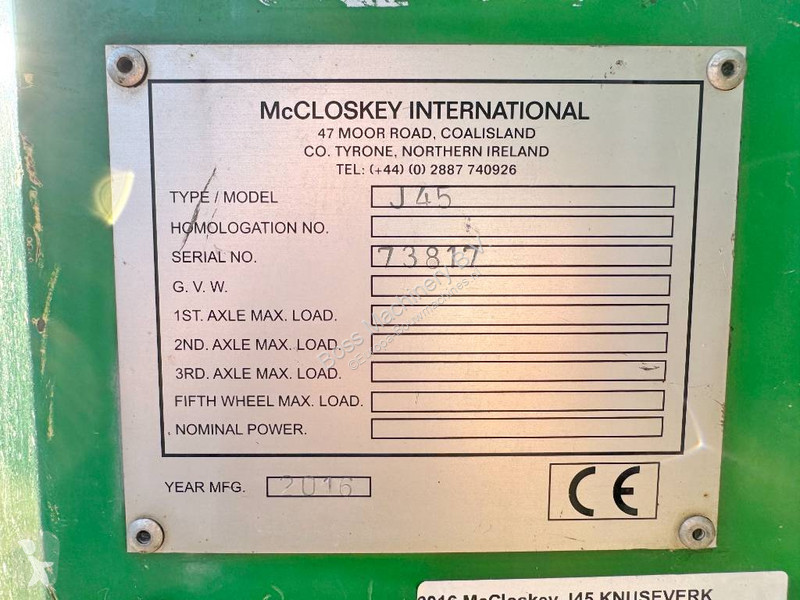 McCLOSKEY INTERNATIONAL
47 MOOR ROAD, COALISLAND
CO. TYRONE, NORTHERN IRELAND
TEL: (+44) (0) 2887 740926
TYPE / MODEL J45
HOMOLOGATION NO.
SERIAL NO. 73817
G. V. W.
1ST. AXLE MAX. LOAD.
2ND. AXLE MAX. LOAD.
3RD. AXLE MAX. LOAD.
FIFTH WHEEL MAX. LOAD.
NOMINAL POWER.
YEAR MFG. 2016
CE
Boss Machinery B.V.
2016 McCloskey J45 KNUSEVERK